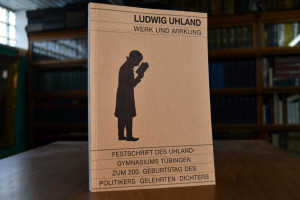 LUDWIG UHLAND
WERK UND WIRKUNG
FESTSCHRIFT DES UHLAND-
GYMNASIUMS TÜBINGEN
ZUM 200. GEBURTSTAG DES
POLITIKERS · GELEHRTEN · DICHTERS